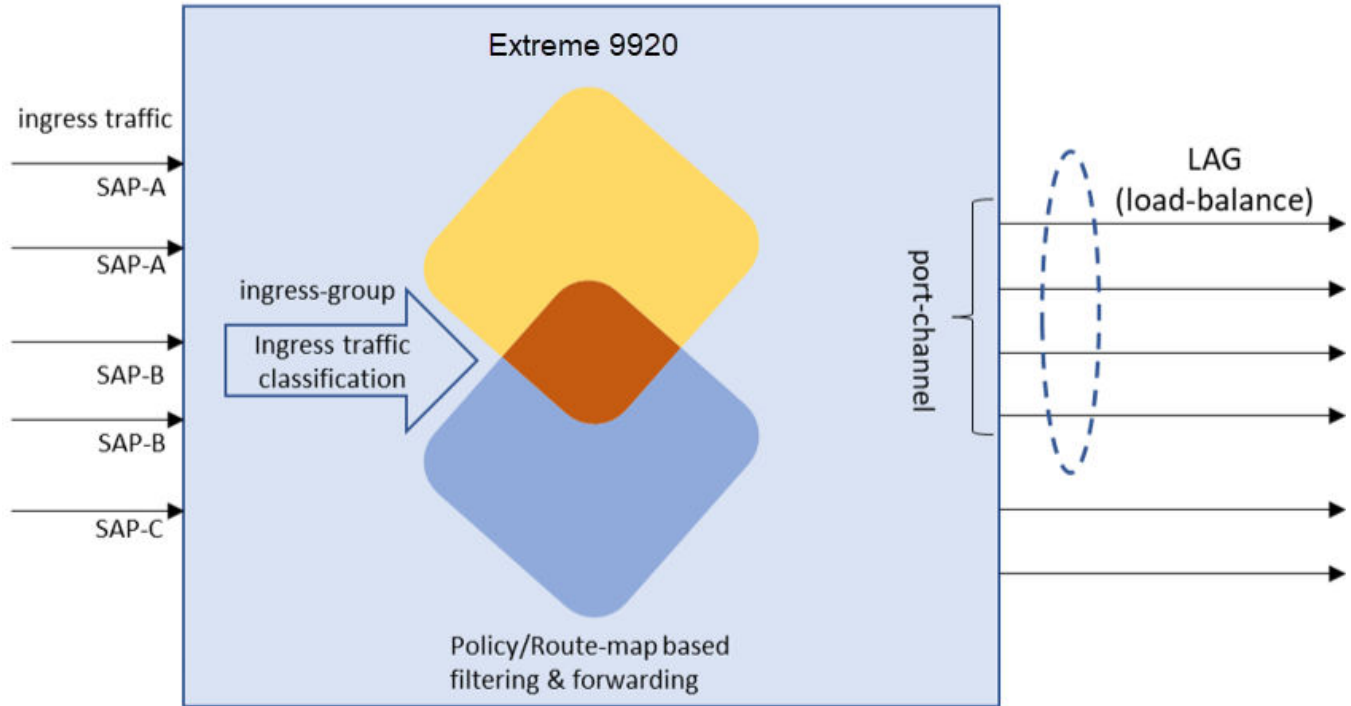 Extreme 9920
ingress traffic
SAP-A
SAP-A
SAP-B
SAP-B
SAP-C
ingress-group
Ingress traffic
classification
Policy/Route-map based
filtering & forwarding
port-channel
LAG
(load-balance)